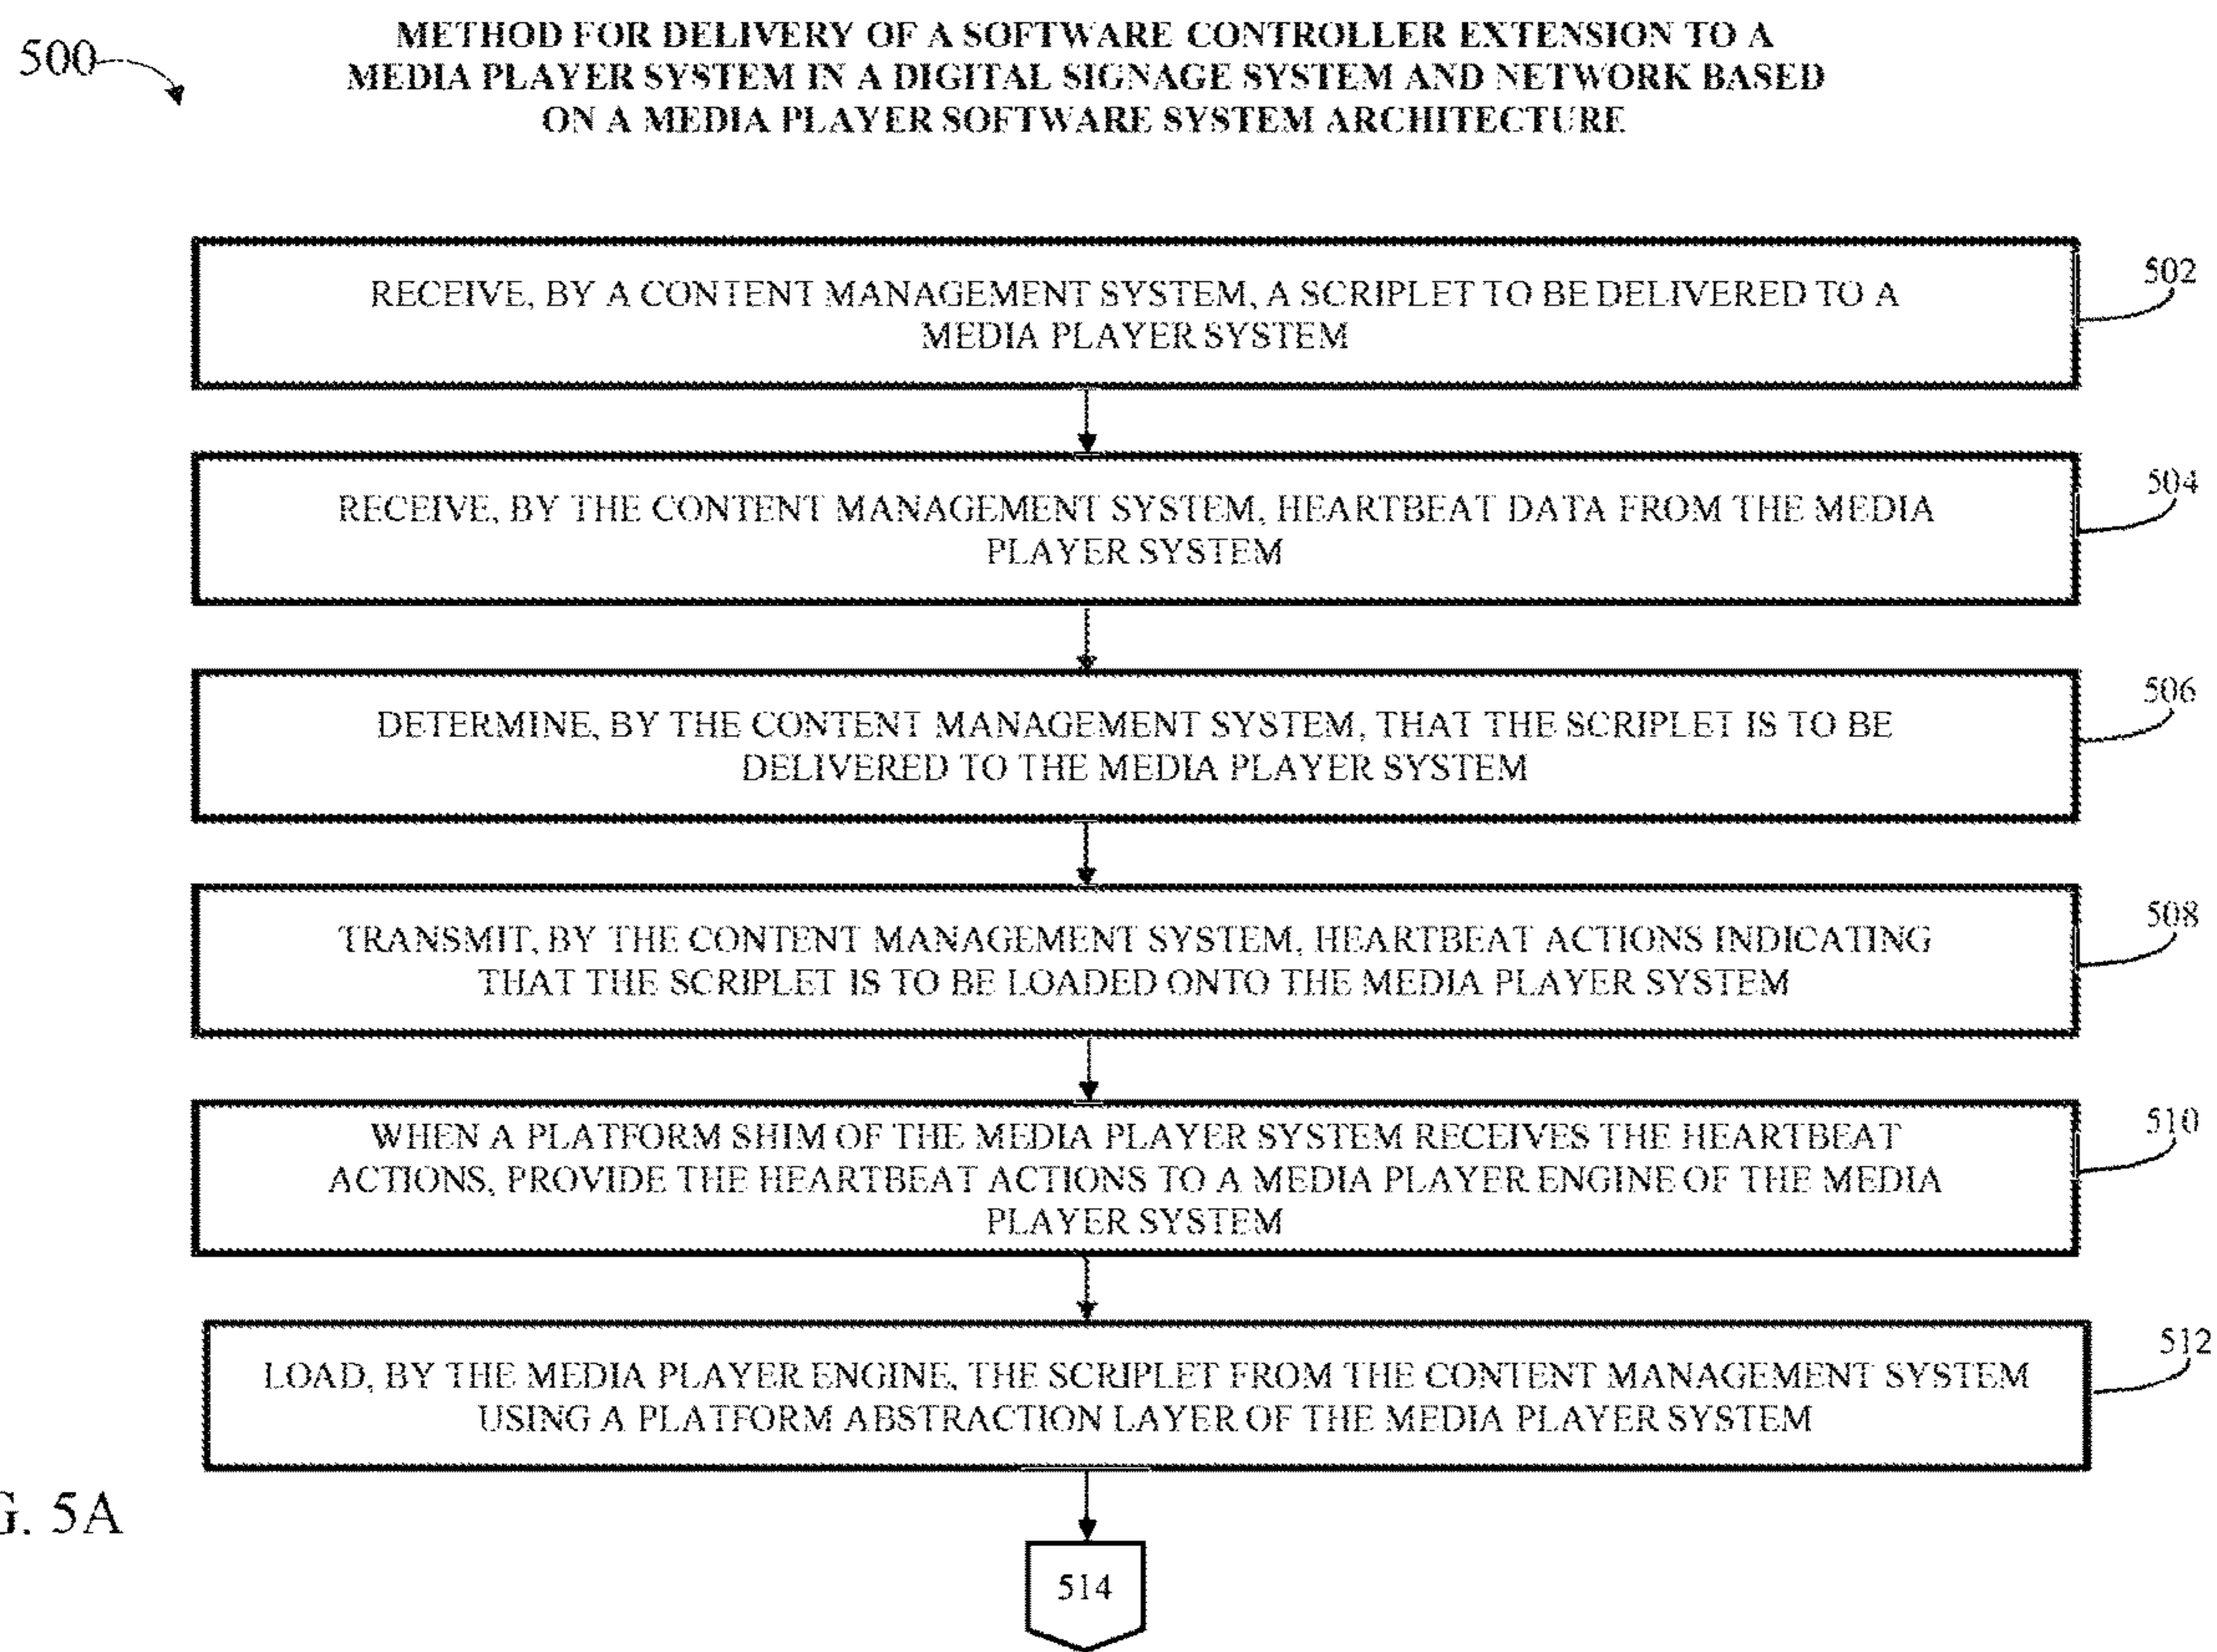 500
METHOD FOR DELIVERY OF A SOFTWARE CONTROLLER EXTENSION TO A
MEDIA PLAYER SYSTEM IN A DIGITAL SIGNAGE SYSTEM AND NETWORK BASED
ON A MEDIA PLAYER SOFTWARE SYSTEM ARCHITECTURE
RECEIVE, BY A CONTENT MANAGEMENT SYSTEM, A SCRIPLET TO BE DELIVERED TO A
MEDIA PLAYER SYSTEM
502
RECEIVE, BY THE CONTENT MANAGEMENT SYSTEM, HEARTBEAT DATA FROM THE MEDIA
PLAYER SYSTEM
504
DETERMINE, BY THE CONTENT MANAGEMENT SYSTEM, THAT THE SCRIPLET IS TO BE
DELIVERED TO THE MEDIA PLAYER SYSTEM
506
TRANSMIT, BY THE CONTENT MANAGEMENT SYSTEM, HEARTBEAT ACTIONS INDICATING
THAT THE SCRIPLET IS TO BE LOADED ONTO THE MEDIA PLAYER SYSTEM
508
WHEN A PLATFORM SHIM OF THE MEDIA PLAYER SYSTEM RECEIVES THE HEARTBEAT
ACTIONS, PROVIDE THE HEARTBEAT ACTIONS TO A MEDIA PLAYER ENGINE OF THE MEDIA
PLAYER SYSTEM
510
LOAD, BY THE MEDIA PLAYER ENGINE, THE SCRIPLET FROM THE CONTENT MANAGEMENT SYSTEM
USING A PLATFORM ABSTRACTION LAYER OF THE MEDIA PLAYER SYSTEM
512
G. 5A
514